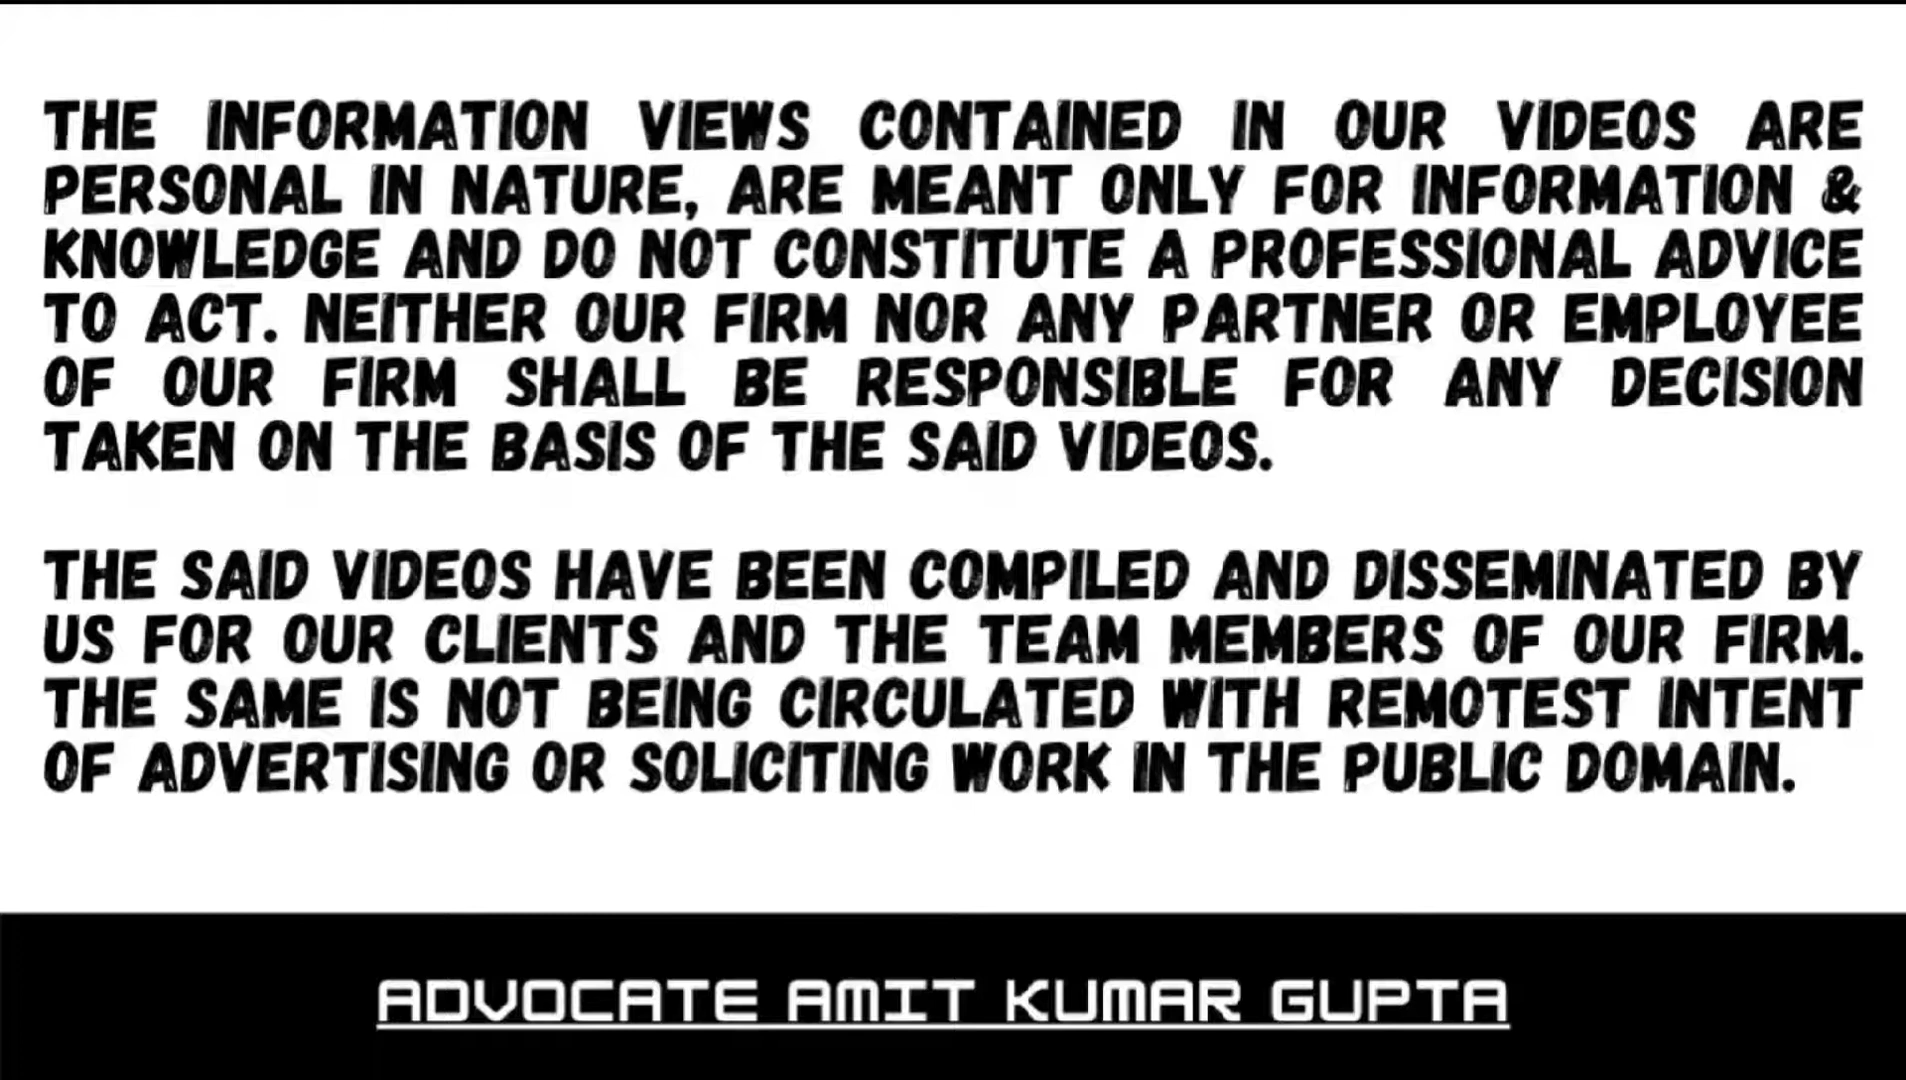 THE INFORMATION VIEWS CONTAINED IN OUR VIDEOS ARE
PERSONAL IN NATURE, ARE MEANT ONLY FOR INFORMATION &
KNOWLEDGE AND DO NOT CONSTITUTE A PROFESSIONAL ADVICE
TO ACT. NEITHER OUR FIRM NOR ANY PARTNER OR EMPLOYEE
OF OUR FIRM SHALL BE RESPONSIBLE FOR ANY DECISION
TAKEN ON THE BASIS OF THE SAID VIDEOS.
THE SAID VIDEOS HAVE BEEN COMPILED AND DISSEMINATED BY
US FOR OUR CLIENTS AND THE TEAM MEMBERS OF OUR FIRM.
THE SAME IS NOT BEING CIRCULATED WITH REMOTEST INTENT
OF ADVERTISING OR SOLICITING WORK IN THE PUBLIC DOMAIN.
ADVOCATE AMIT KUMAR GUPTA